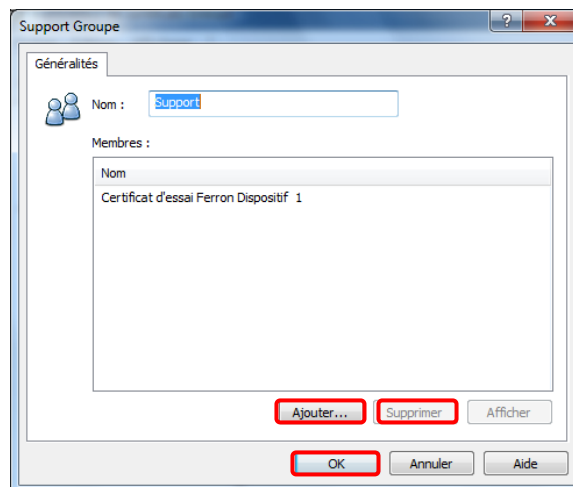 Support Groupe
?
X
Généralités
Nom :
Support
Membres :
Nom
Certificat d'essai Ferron Dispositif 1
Ajouter... Supprimer Afficher
OK Annuler Aide